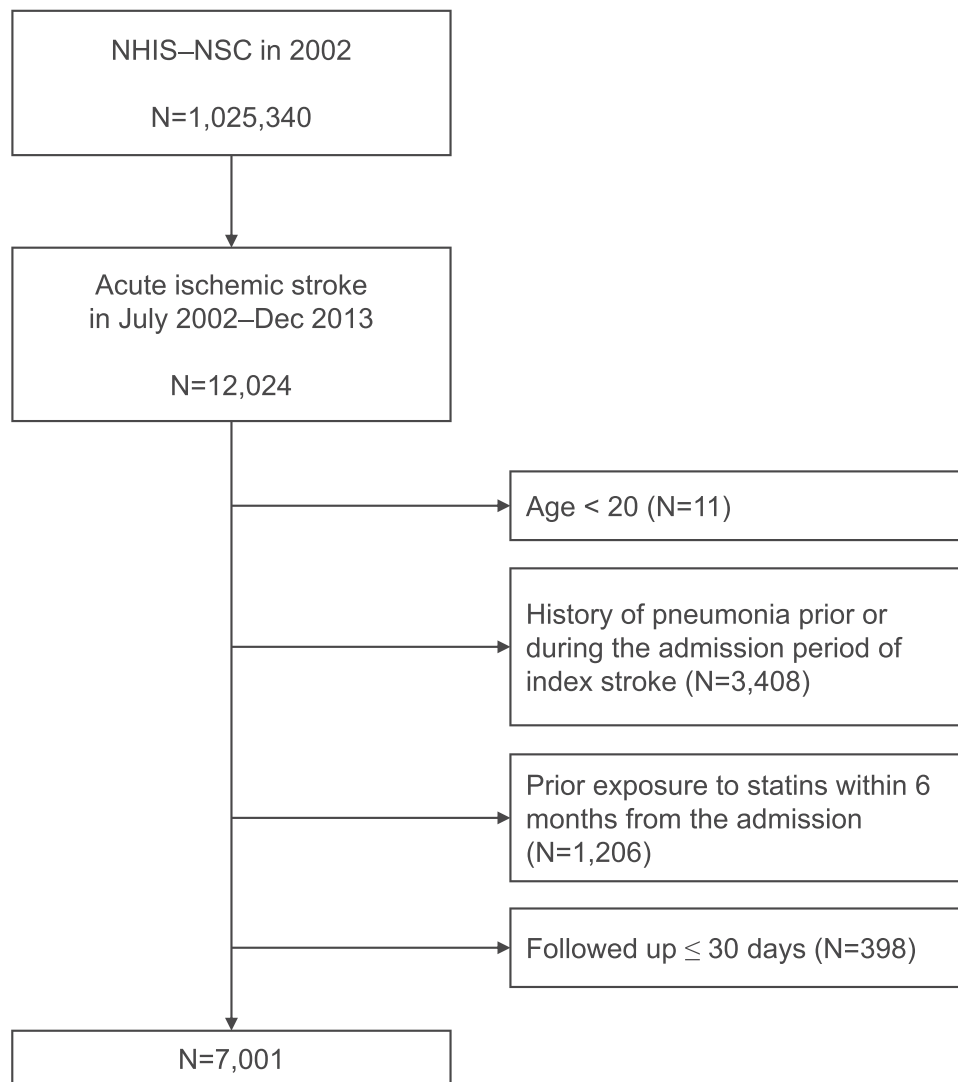 NHIS–NSC in 2002
N=1,025,340
Acute ischemic stroke
in July 2002–Dec 2013
N=12,024
Age < 20 (N=11)
History of pneumonia prior or
during the admission period of
index stroke (N=3,408)
Prior exposure to statins within 6
months from the admission
(N=1,206)
Followed up ≤ 30 days (N=398)
N=7,001